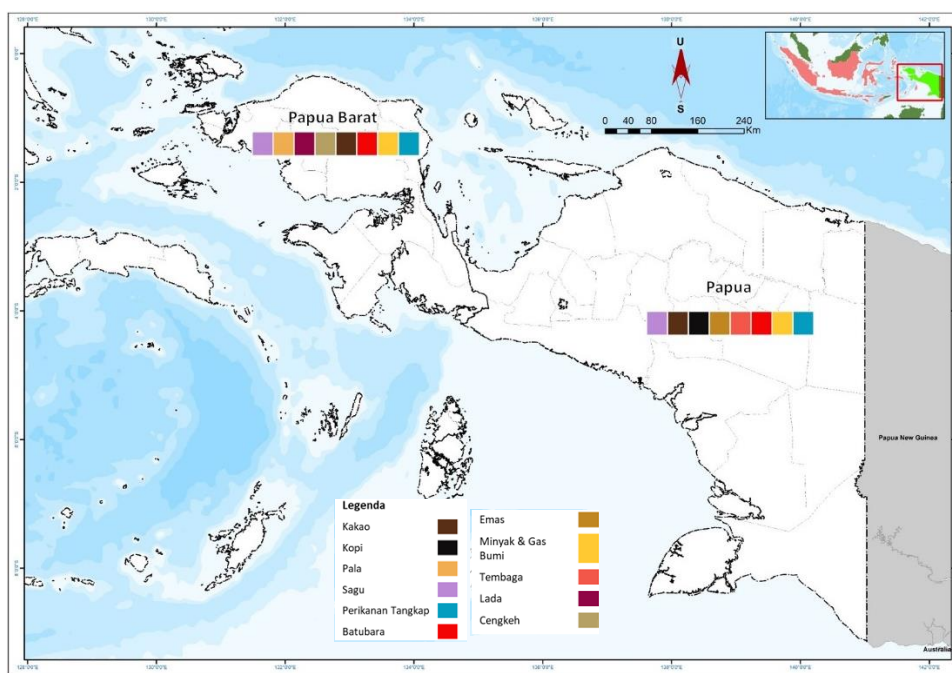 U
S
0 40 80 160 240
Km
Papua Barat
Papua
Papua New Guinea
Australia
Legenda
Kakao
Kopi
Pala
Sagu
Perikanan Tangkap
Batubara
Emas
Minyak & Gas
Bumi
Tembaga
Lada
Cengkeh